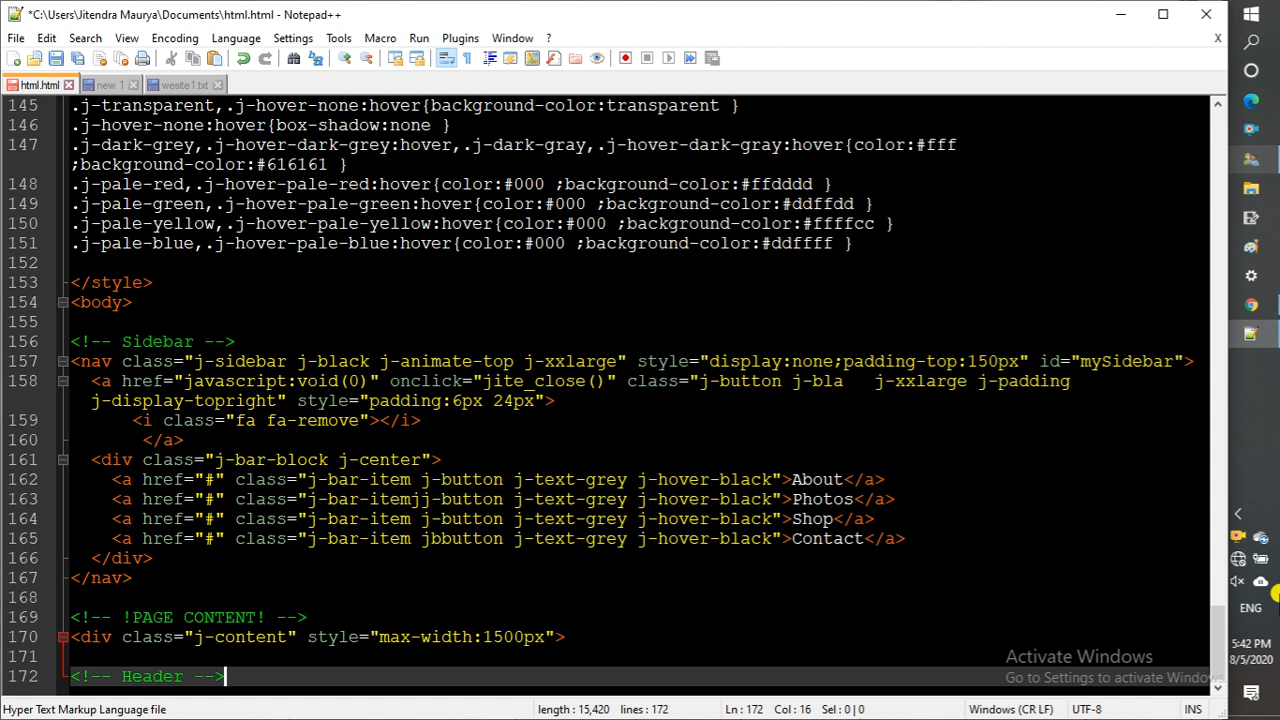 *C:\Users\Jitendra Maurya\Documents\html.html - Notepad++
File Edit Search View Encoding Language Settings Tools Macro Run Plugins Window ? X
html.html new 1 wesite1.txt
145 .j-transparent,.j-hover-none:hover{background-color:transparent }
146 .j-hover-none:hover{box-shadow:none }
147 .j-dark-grey,.j-hover-dark-grey:hover,.j-dark-gray,.j-hover-dark-gray:hover{color:#fff
;background-color:#616161 }
148 .j-pale-red,.j-hover-pale-red:hover{color:#000 ;background-color:#ffdddd }
149 .j-pale-green,.j-hover-pale-green:hover{color:#000 ;background-color:#ddffdd }
150 .j-pale-yellow,.j-hover-pale-yellow:hover{color:#000 ;background-color:#ffffcc }
151 .j-pale-blue,.j-hover-pale-blue:hover{color:#000 ;background-color:#ddffff }
152
153 </style>
154 <body>
155
156 <!-- Sidebar -->
157 <nav class="j-sidebar j-black j-animate-top j-xxlarge" style="display:none;padding-top:150px" id="mySidebar">
158 <a href="javascript:void(0)" onclick="jite_close()" class="j-button j-bla j-xxlarge j-padding
j-display-topright" style="padding:6px 24px">
159 <i class="fa fa-remove"></i>
160 </a>
161 <div class="j-bar-block j-center">
162 <a href="#" class="j-bar-item j-button j-text-grey j-hover-black">About</a>
163 <a href="#" class="j-bar-itemjj-button j-text-grey j-hover-black">Photos</a>
164 <a href="#" class="j-bar-item j-button j-text-grey j-hover-black">Shop</a>
165 <a href="#" class="j-bar-item jbbutton j-text-grey j-hover-black">Contact</a>
166 </div>
167 </nav>
168
169 <!-- !PAGE CONTENT! -->
170 <div class="j-content" style="max-width:1500px">
171
172 <!-- Header -->
Activate Windows
Go to Settings to activate Windows.
Hyper Text Markup Language file length : 15,420 lines : 172 Ln : 172 Col : 16 Sel : 0 | 0 Windows (CR LF) UTF-8 INS
ENG
5:42 PM
8/5/2020